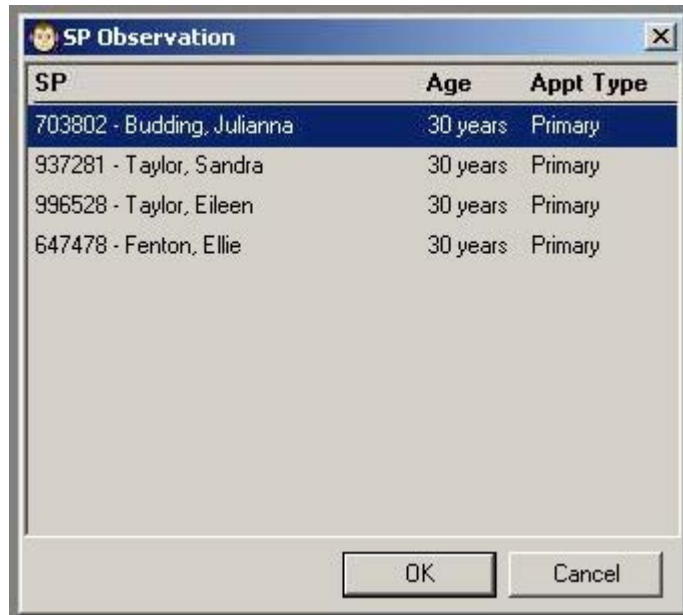 SP Observation
SP Age Appt Type
703802 - Budding, Julianna 30 years Primary
937281 - Taylor, Sandra 30 years Primary
996528 - Taylor, Eileen 30 years Primary
647478 - Fenton, Ellie 30 years Primary
OK Cancel